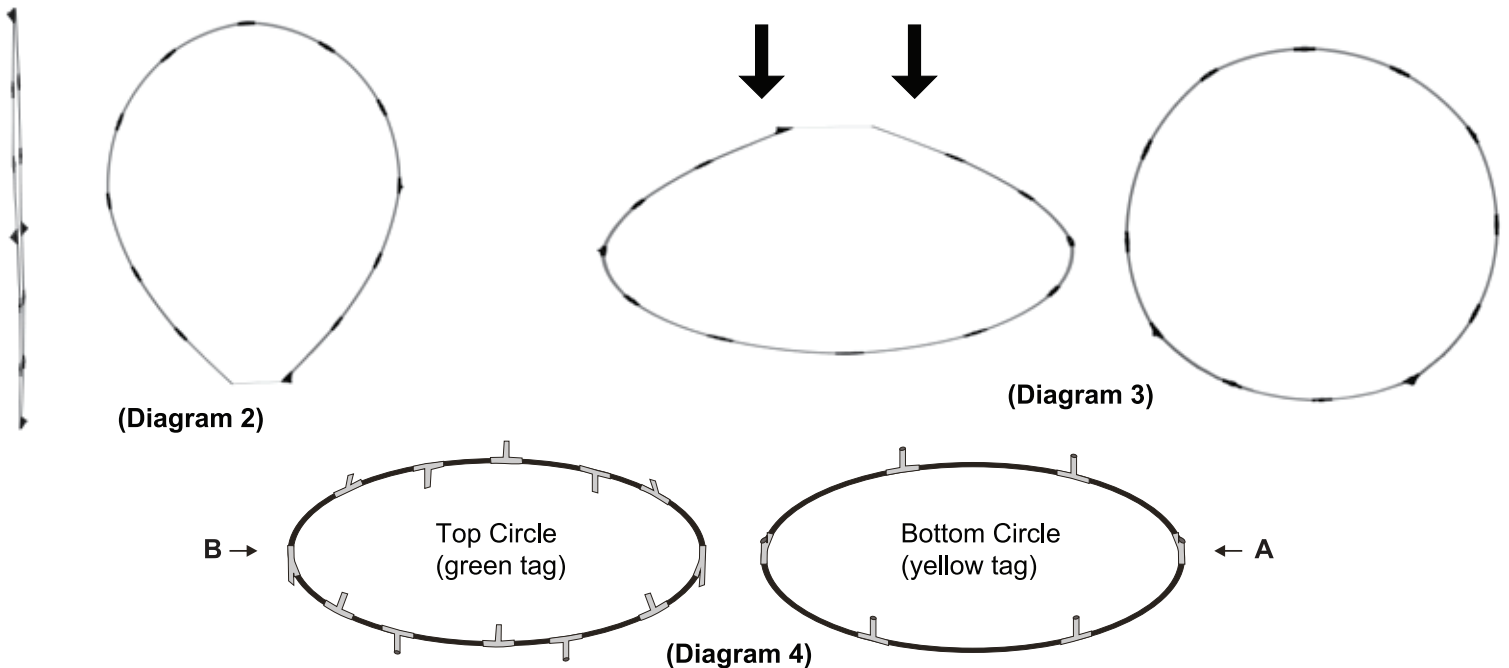 (Diagram 2)
(Diagram 3)
B
Top Circle
(green tag)
Bottom Circle
(yellow tag)
A
(Diagram 4)